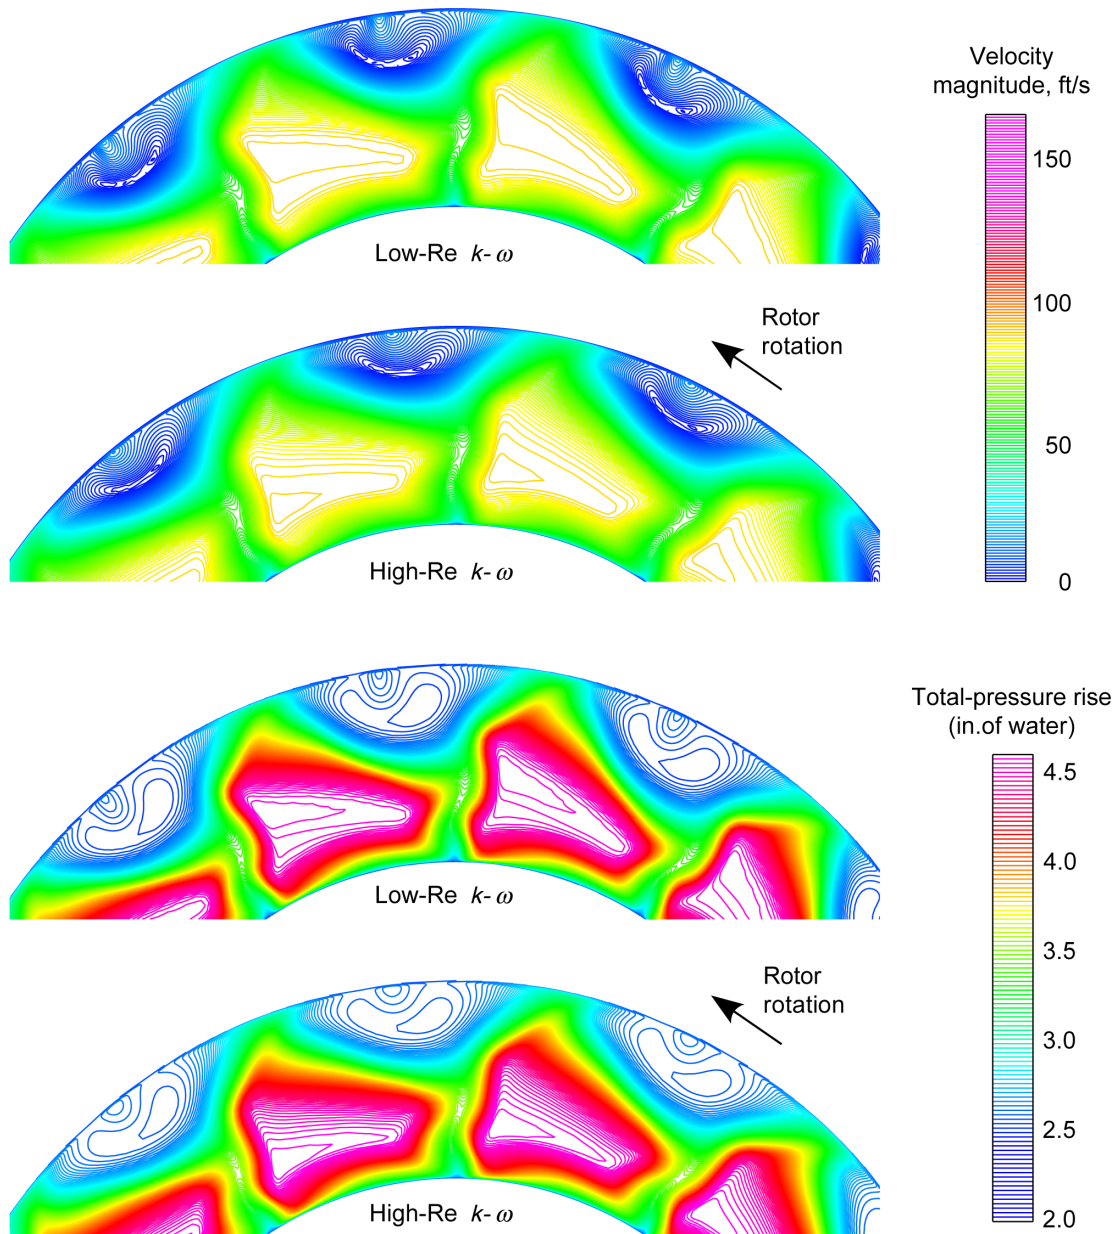 Velocity
magnitude, ft/s
150
100
50
0
Low-Re k-ω
Rotor
rotation
High-Re k-ω
Total-pressure rise
(in.of water)
4.5
4.0
3.5
3.0
2.5
2.0
Low-Re k-ω
Rotor
rotation
High-Re k-ω